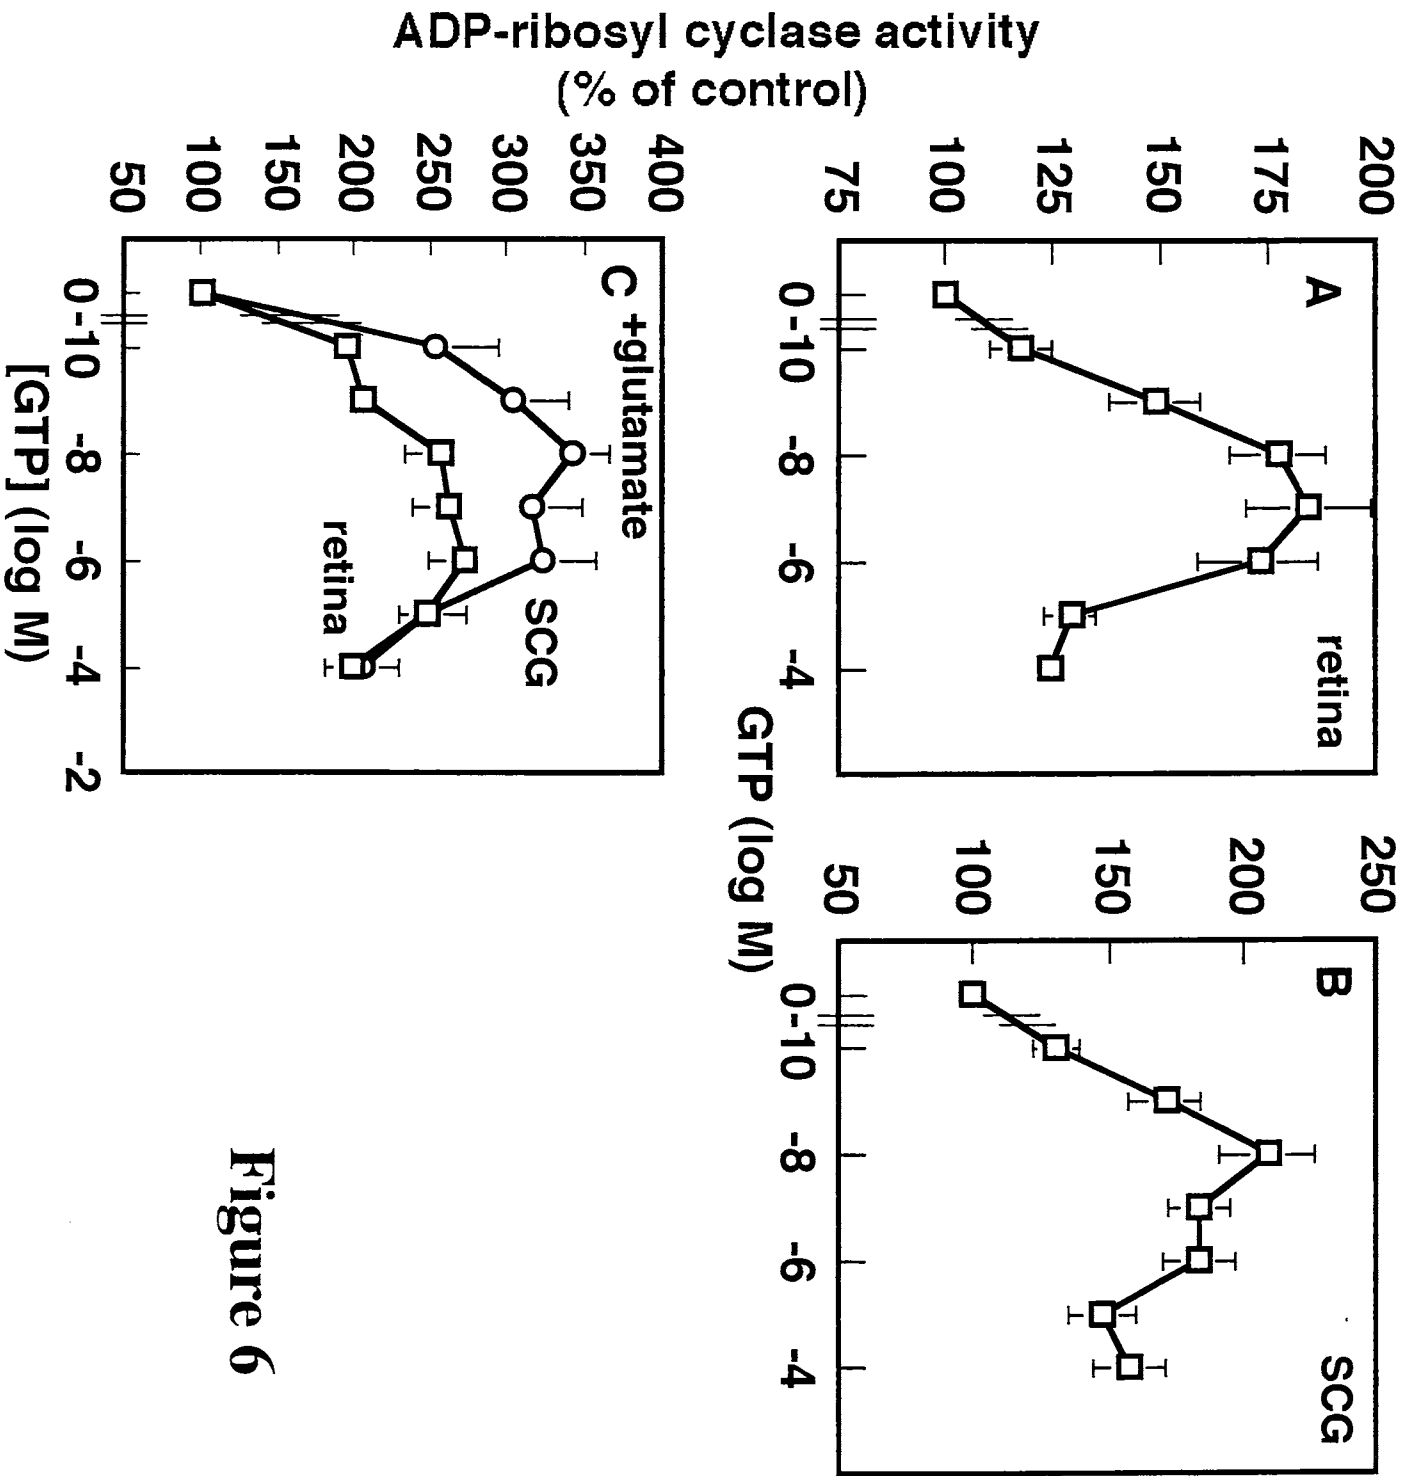 ADP-ribosyl cyclase activity
(% of control)
A
retina
200
175
150
125
100
75
0 -10 -8 -6 -4
B
SCG
250
200
150
100
50
0 -10 -8 -6 -4
GTP (log M)
C +glutamate
SCG
retina
400
350
300
250
200
150
100
50
0 -10 -8 -6 -4 -2
[GTP] (log M)
Figure 6